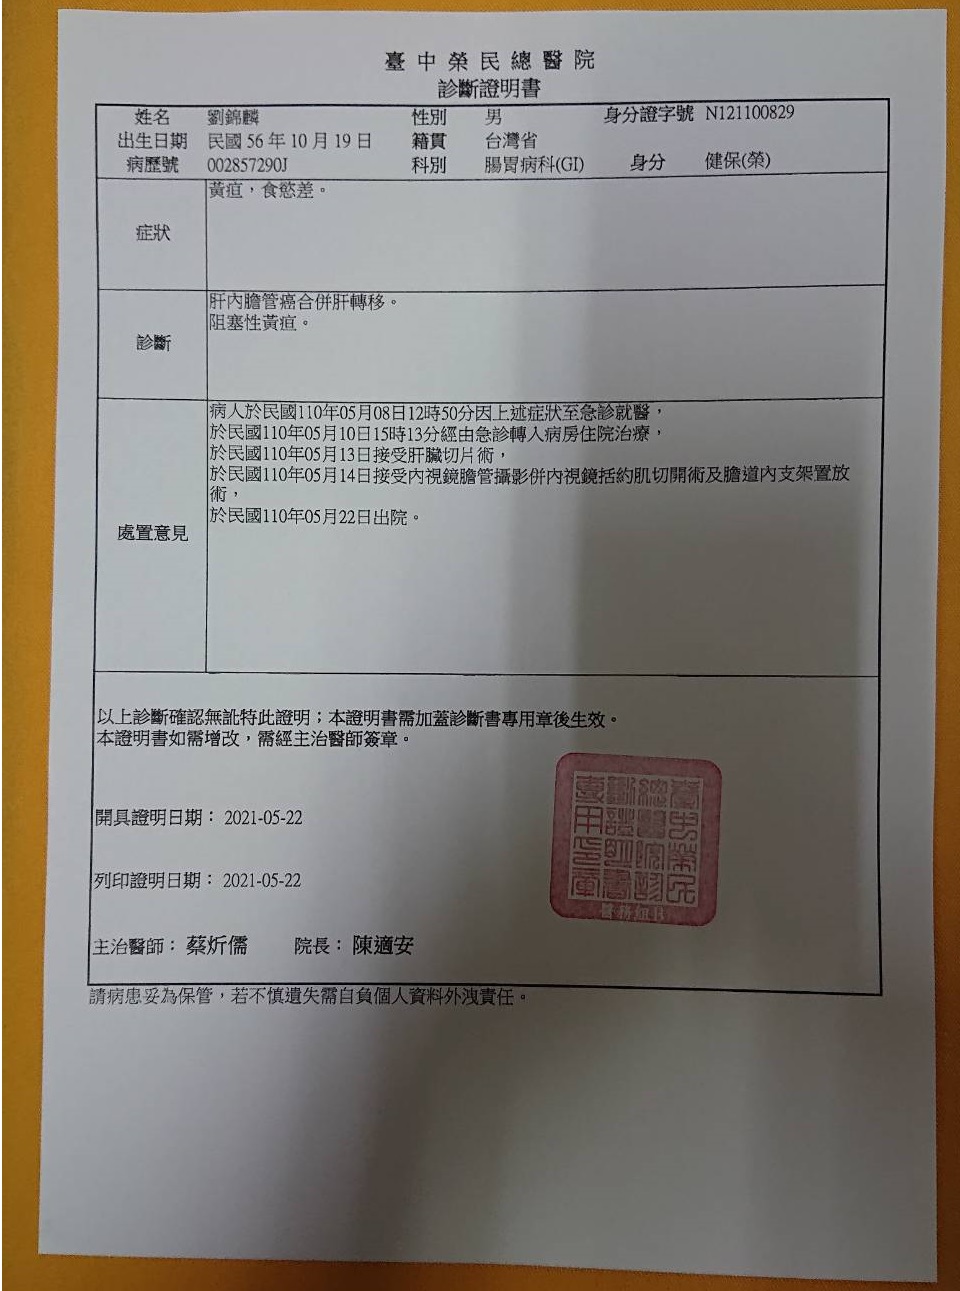 臺中榮民總醫院
診斷證明書
姓名 劉錦麟 性別 男 身分證字號 N121100829
出生日期 民國 56 年 10 月 19 日 籍貫 台灣省
病歷號 002857290J 科別 腸胃病科(GI) 身分 健保(榮)
症狀
黃疸，食慾差。
診斷
肝內膽管癌合併肝轉移。
阻塞性黃疸。
處置意見
病人於民國110年05月08日12時50分因上述症狀至急診就醫，
於民國110年05月10日15時13分經由急診轉入病房住院治療，
於民國110年05月13日接受肝臟切片術，
於民國110年05月14日接受內視鏡膽管攝影併內視鏡括約肌切開術及膽道內支架置放
術，
於民國110年05月22日出院。
以上診斷確認無訛特此證明；本證明書需加蓋診斷書專用章後生效。
本證明書如需增改，需經主治醫師簽章。
開具證明日期： 2021-05-22
列印證明日期： 2021-05-22
主治醫師： 蔡炘儒 院長： 陳適安
臺中榮民
總醫院診
斷證明書
專用印章
醫務組B
請病患妥為保管，若不慎遺失需自負個人資料外洩責任。